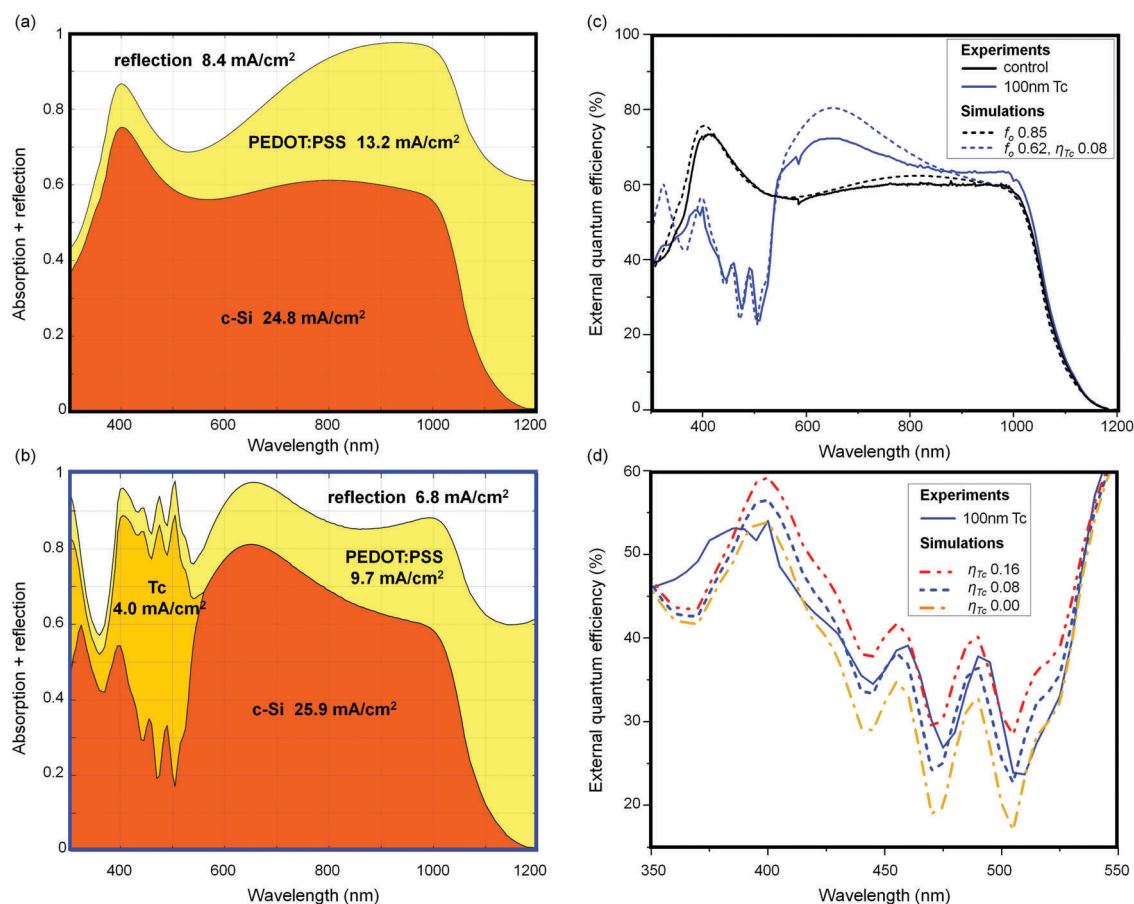 (a)
1
0.8
0.6
0.4
0.2
0
Absorption + reflection
reflection 8.4 mA/cm²
PEDOT:PSS 13.2 mA/cm²
c-Si 24.8 mA/cm²
400
600
800
1000
1200
Wavelength (nm)
(b)
1
0.8
0.6
0.4
0.2
0
Absorption + reflection
reflection 6.8 mA/cm²
PEDOT:PSS
9.7 mA/cm²
Tc
4.0 mA/cm²
c-Si 25.9 mA/cm²
400
600
800
1000
1200
Wavelength (nm)
(c)
100
80
60
40
20
0
External quantum efficiency (%)
Experiments
control
100nm Tc
Simulations
fₒ 0.85
fₒ 0.62, ηTc 0.08
400
600
800
1000
1200
Wavelength (nm)
(d)
60
50
40
30
20
External quantum efficiency (%)
Experiments
100nm Tc
Simulations
ηTc 0.16
ηTc 0.08
ηTc 0.00
350
400
450
500
550
Wavelength (nm)